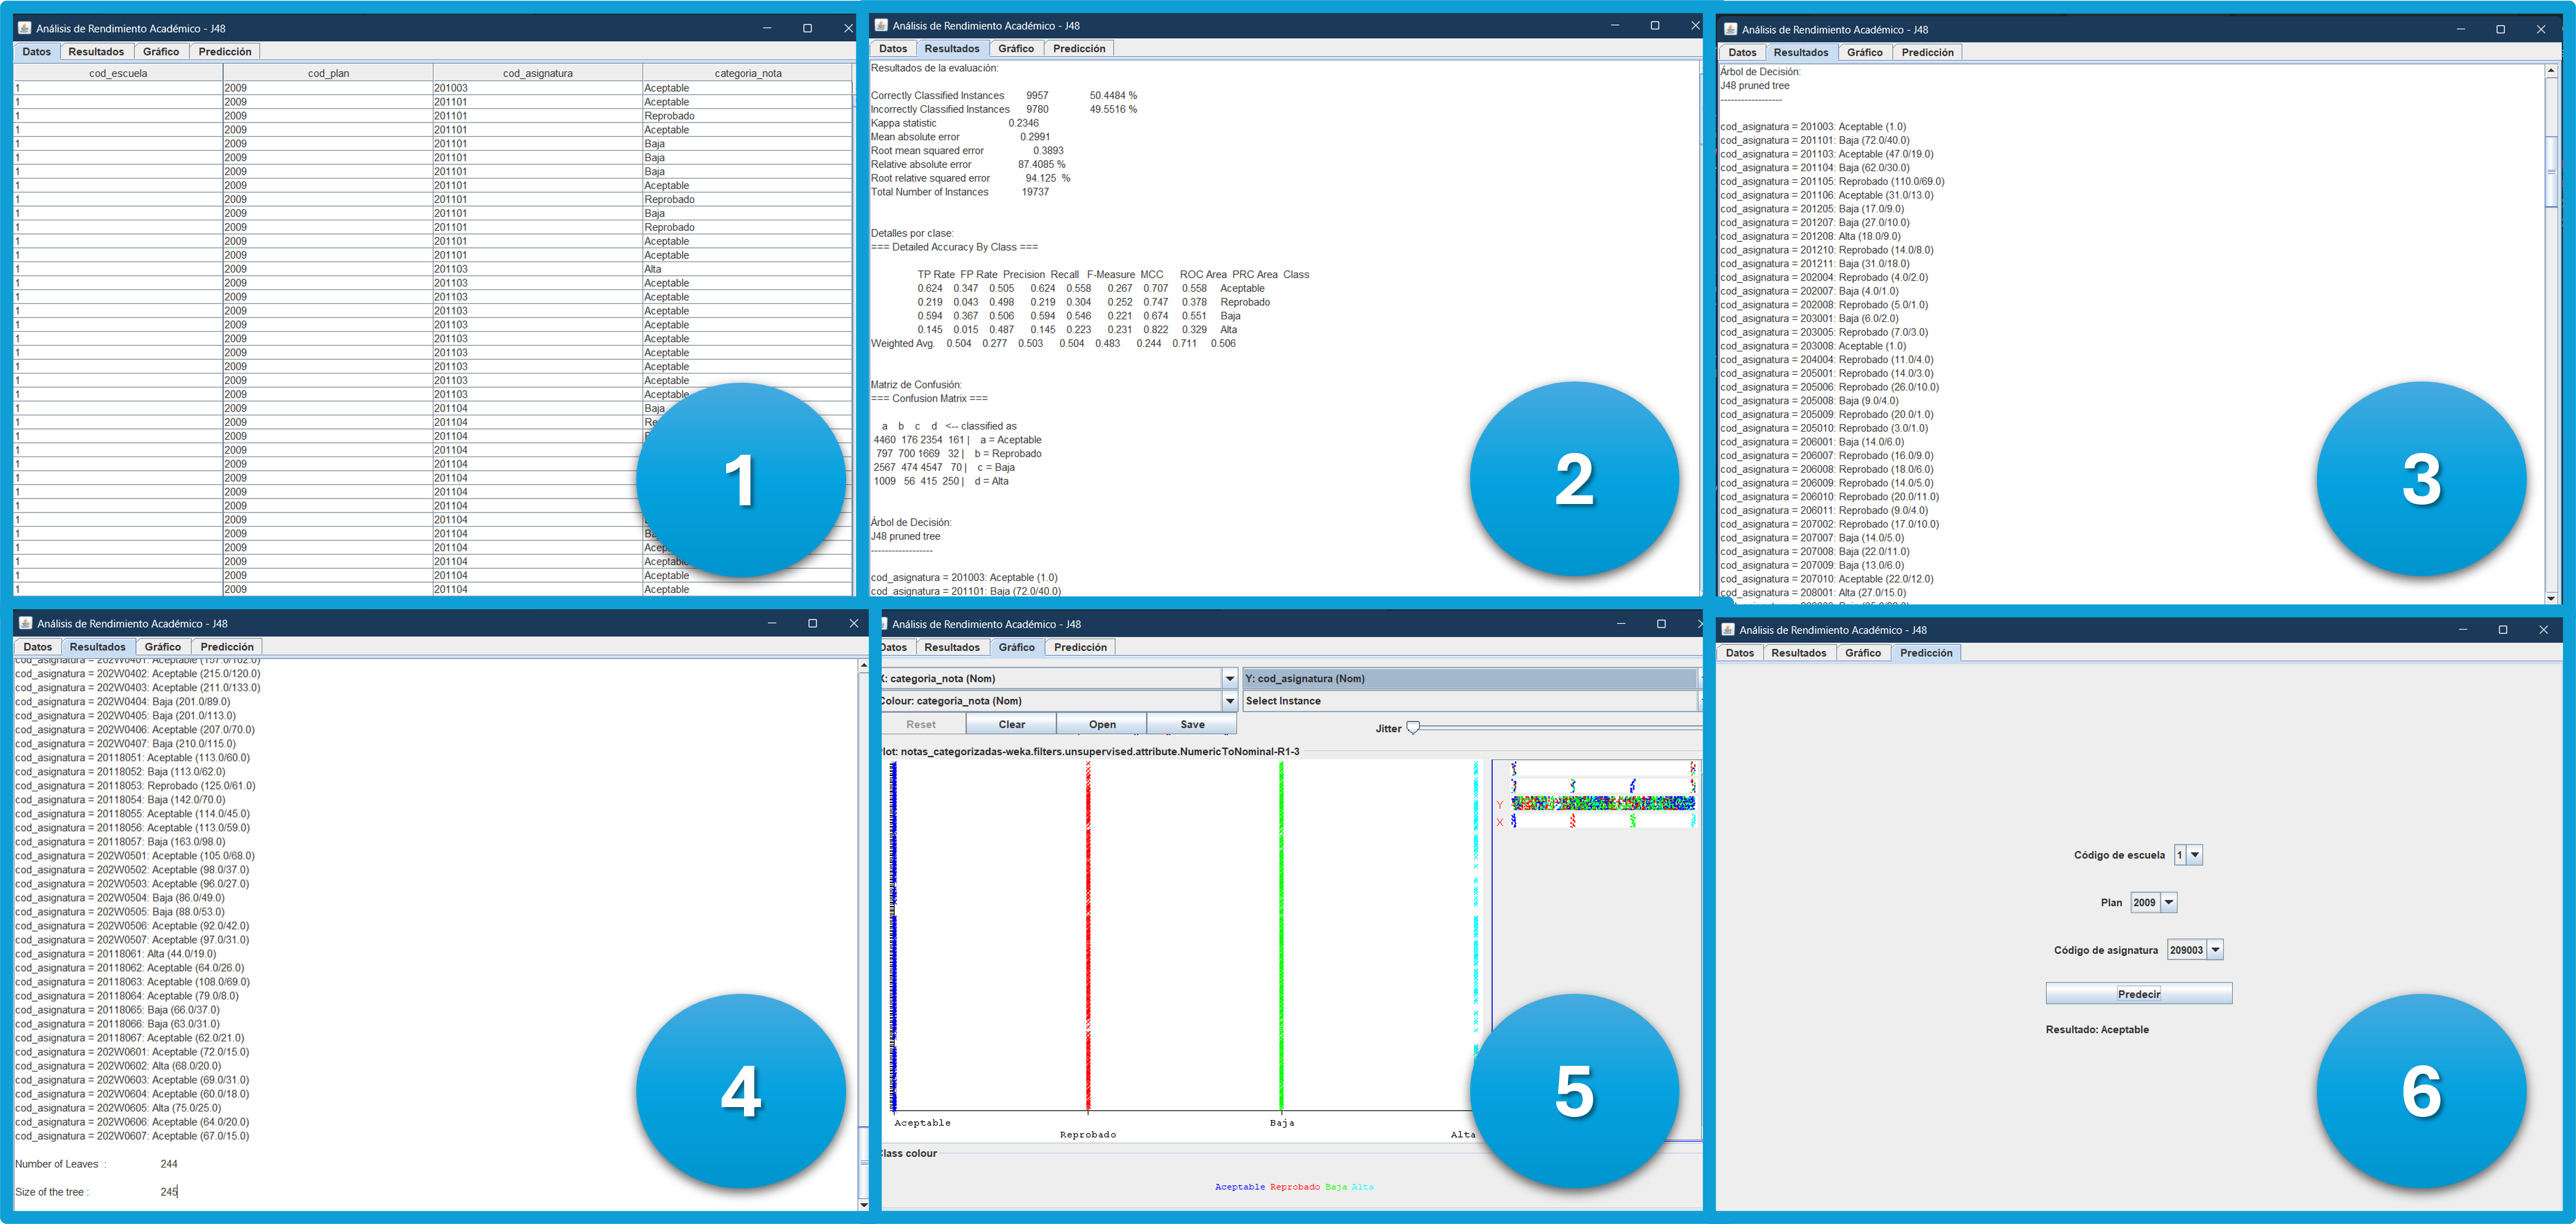 Análisis de Rendimiento Académico - J48
Datos Resultados Gráfico Predicción
cod_escuela cod_plan cod_asignatura categoria_nota
1 2009 201003 Aceptable
1 2009 201101 Aceptable
1 2009 201101 Reprobado
1 2009 201101 Aceptable
1 2009 201101 Baja
1 2009 201101 Baja
1 2009 201101 Baja
1 2009 201101 Aceptable
1 2009 201101 Reprobado
1 2009 201101 Baja
1 2009 201101 Reprobado
1 2009 201101 Aceptable
1 2009 201101 Aceptable
1 2009 201103 Alta
1 2009 201103 Aceptable
1 2009 201103 Aceptable
1 2009 201103 Aceptable
1 2009 201103 Aceptable
1 2009 201103 Aceptable
1 2009 201103 Aceptable
1 2009 201103 Aceptable
1 2009 201103 Aceptable
1 2009 201103 Aceptable
1 2009 201104 Baja
1 2009 201104
1 2009 201104
1 2009 201104
1 2009 201104
1 2009 201104
1 2009 201104
1 2009 201104
1 2009 201104
1 2009 201104
1 2009 201104
1 2009 201104 Aceptable
1 2009 201104 Aceptable
1 2009 201104 Aceptable
1
Análisis de Rendimiento Académico - J48
Datos Resultados Gráfico Predicción
Resultados de la evaluación:
Correctly Classified Instances 9957 50.4484 %
Incorrectly Classified Instances 9780 49.5516 %
Kappa statistic 0.2346
Mean absolute error 0.2991
Root mean squared error 0.3893
Relative absolute error 87.4085 %
Root relative squared error 94.125 %
Total Number of Instances 19737
Detalles por clase:
=== Detailed Accuracy By Class ===
TP Rate FP Rate Precision Recall F-Measure MCC ROC Area PRC Area Class
0.624 0.347 0.505 0.624 0.558 0.267 0.707 0.558 Aceptable
0.219 0.043 0.498 0.219 0.304 0.252 0.747 0.378 Reprobado
0.594 0.367 0.506 0.594 0.546 0.221 0.674 0.551 Baja
0.145 0.015 0.487 0.145 0.223 0.231 0.822 0.329 Alta
Weighted Avg. 0.504 0.277 0.503 0.504 0.483 0.244 0.711 0.506
Matriz de Confusión:
=== Confusion Matrix ===
a b c d <-- classified as
4460 176 2354 161 | a = Aceptable
797 700 1669 32 | b = Reprobado
2567 474 4547 70 | c = Baja
1009 56 415 250 | d = Alta
Árbol de Decisión:
J48 pruned tree
------------------
cod_asignatura = 201003: Aceptable (1.0)
cod_asignatura = 201101: Baja (72.0/40.0)
2
Análisis de Rendimiento Académico - J48
Datos Resultados Gráfico Predicción
Árbol de Decisión:
J48 pruned tree
------------------
cod_asignatura = 201003: Aceptable (1.0)
cod_asignatura = 201101: Baja (72.0/40.0)
cod_asignatura = 201103: Aceptable (47.0/19.0)
cod_asignatura = 201104: Baja (62.0/30.0)
cod_asignatura = 201105: Reprobado (110.0/69.0)
cod_asignatura = 201106: Aceptable (31.0/13.0)
cod_asignatura = 201205: Baja (17.0/9.0)
cod_asignatura = 201207: Baja (27.0/10.0)
cod_asignatura = 201208: Alta (18.0/9.0)
cod_asignatura = 201210: Reprobado (14.0/8.0)
cod_asignatura = 201211: Baja (31.0/18.0)
cod_asignatura = 202004: Reprobado (4.0/2.0)
cod_asignatura = 202007: Baja (4.0/1.0)
cod_asignatura = 202008: Reprobado (5.0/1.0)
cod_asignatura = 203001: Baja (6.0/2.0)
cod_asignatura = 203005: Reprobado (7.0/3.0)
cod_asignatura = 203008: Aceptable (1.0)
cod_asignatura = 204004: Reprobado (11.0/4.0)
cod_asignatura = 205001: Reprobado (14.0/3.0)
cod_asignatura = 205006: Reprobado (26.0/10.0)
cod_asignatura = 205008: Baja (9.0/4.0)
cod_asignatura = 205009: Reprobado (20.0/1.0)
cod_asignatura = 205010: Reprobado (3.0/1.0)
cod_asignatura = 206001: Baja (14.0/6.0)
cod_asignatura = 206007: Reprobado (16.0/9.0)
cod_asignatura = 206008: Reprobado (18.0/6.0)
cod_asignatura = 206009: Reprobado (14.0/5.0)
cod_asignatura = 206010: Reprobado (20.0/11.0)
cod_asignatura = 206011: Reprobado (9.0/4.0)
cod_asignatura = 207002: Reprobado (17.0/10.0)
cod_asignatura = 207007: Baja (14.0/5.0)
cod_asignatura = 207008: Baja (22.0/11.0)
cod_asignatura = 207009: Baja (13.0/6.0)
cod_asignatura = 207010: Aceptable (22.0/12.0)
cod_asignatura = 208001: Alta (27.0/15.0)
3
Análisis de Rendimiento Académico - J48
Datos Resultados Gráfico Predicción
cod_asignatura = 202W0401: Aceptable (157.0/102.0)
cod_asignatura = 202W0402: Aceptable (215.0/120.0)
cod_asignatura = 202W0403: Aceptable (211.0/133.0)
cod_asignatura = 202W0404: Baja (201.0/89.0)
cod_asignatura = 202W0405: Baja (201.0/113.0)
cod_asignatura = 202W0406: Aceptable (207.0/70.0)
cod_asignatura = 202W0407: Baja (210.0/115.0)
cod_asignatura = 20118051: Aceptable (113.0/60.0)
cod_asignatura = 20118052: Baja (113.0/62.0)
cod_asignatura = 20118053: Reprobado (125.0/61.0)
cod_asignatura = 20118054: Baja (142.0/70.0)
cod_asignatura = 20118055: Aceptable (114.0/45.0)
cod_asignatura = 20118056: Aceptable (113.0/59.0)
cod_asignatura = 20118057: Baja (163.0/98.0)
cod_asignatura = 202W0501: Aceptable (105.0/68.0)
cod_asignatura = 202W0502: Aceptable (98.0/37.0)
cod_asignatura = 202W0503: Aceptable (96.0/27.0)
cod_asignatura = 202W0504: Baja (86.0/49.0)
cod_asignatura = 202W0505: Baja (88.0/53.0)
cod_asignatura = 202W0506: Aceptable (92.0/42.0)
cod_asignatura = 202W0507: Aceptable (97.0/31.0)
cod_asignatura = 20118061: Alta (44.0/19.0)
cod_asignatura = 20118062: Aceptable (64.0/26.0)
cod_asignatura = 20118063: Aceptable (108.0/69.0)
cod_asignatura = 20118064: Aceptable (79.0/8.0)
cod_asignatura = 20118065: Baja (66.0/37.0)
cod_asignatura = 20118066: Baja (63.0/31.0)
cod_asignatura = 20118067: Aceptable (62.0/21.0)
cod_asignatura = 202W0601: Aceptable (72.0/15.0)
cod_asignatura = 202W0602: Alta (68.0/20.0)
cod_asignatura = 202W0603: Aceptable (69.0/31.0)
cod_asignatura = 202W0604: Aceptable (60.0/18.0)
cod_asignatura = 202W0605: Alta (75.0/25.0)
cod_asignatura = 202W0606: Aceptable (64.0/20.0)
cod_asignatura = 202W0607: Aceptable (67.0/15.0)
Number of Leaves : 244
Size of the tree : 245
4
Análisis de Rendimiento Académico - J48
Datos Resultados Gráfico Predicción
X: categoria_nota (Nom) Y: cod_asignatura (Nom)
Colour: categoria_nota (Nom) Select Instance
Reset Clear Open Save Jitter
Plot: notas_categorizadas-weka.filters.unsupervised.attribute.NumericToNominal-R1-3
Y
X
Aceptable Reprobado Baja Alta
Class colour
Aceptable Reprobado Baja Alta
5
Análisis de Rendimiento Académico - J48
Datos Resultados Gráfico Predicción
Código de escuela 1
Plan 2009
Código de asignatura 209003
Predecir
Resultado: Aceptable
6